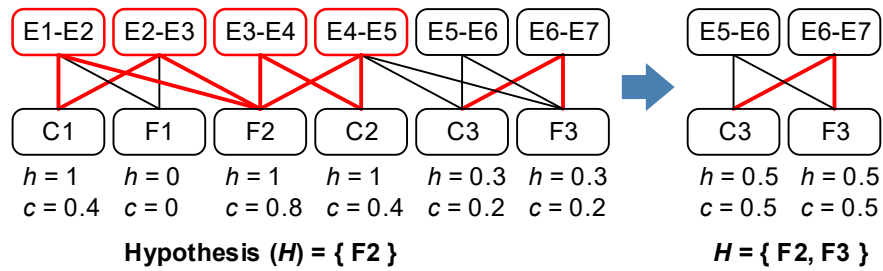 E1-E2 E2-E3 E3-E4 E4-E5 E5-E6 E6-E7 E5-E6 E6-E7
C1 F1 F2 C2 C3 F3 C3 F3
h = 1 h = 0 h = 1 h = 1 h = 0.3 h = 0.3 h = 0.5 h = 0.5
c = 0.4 c = 0 c = 0.8 c = 0.4 c = 0.2 c = 0.2 c = 0.5 c = 0.5
Hypothesis (H) = { F2 } H = { F2, F3 }